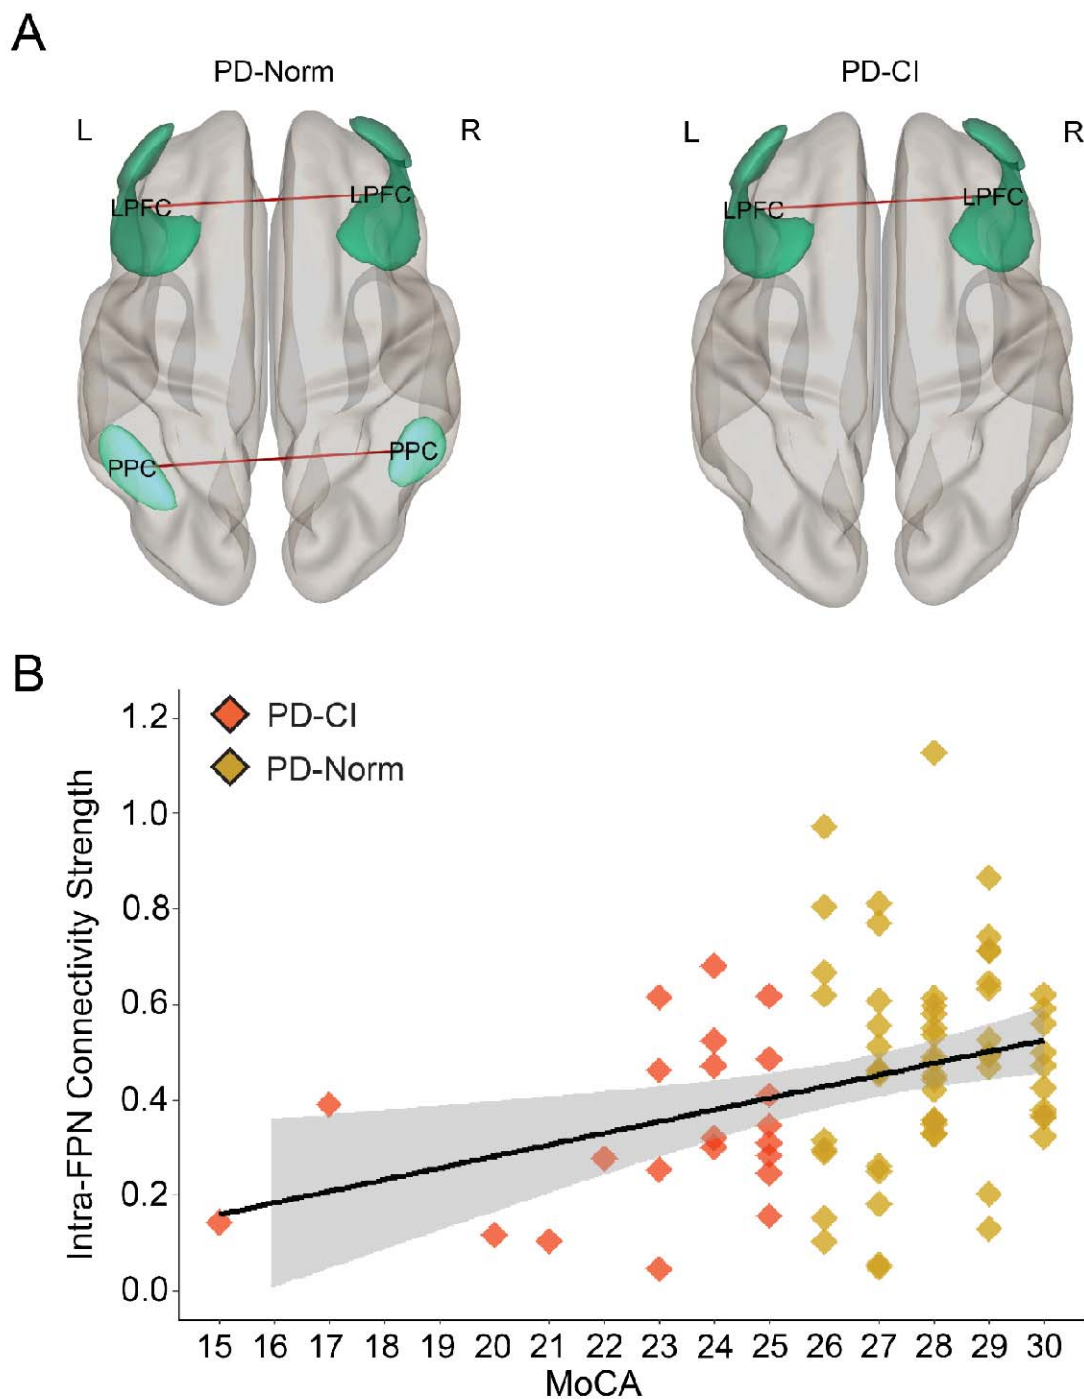 A
PD-Norm
PD-CI
L
R
L
R
LPFC
LPFC
LPFC
LPFC
PPC
PPC
B
PD-CI
PD-Norm
Intra-FPN Connectivity Strength
1.2
1.0
0.8
0.6
0.4
0.2
0.0
15 16 17 18 19 20 21 22 23 24 25 26 27 28 29 30
MoCA